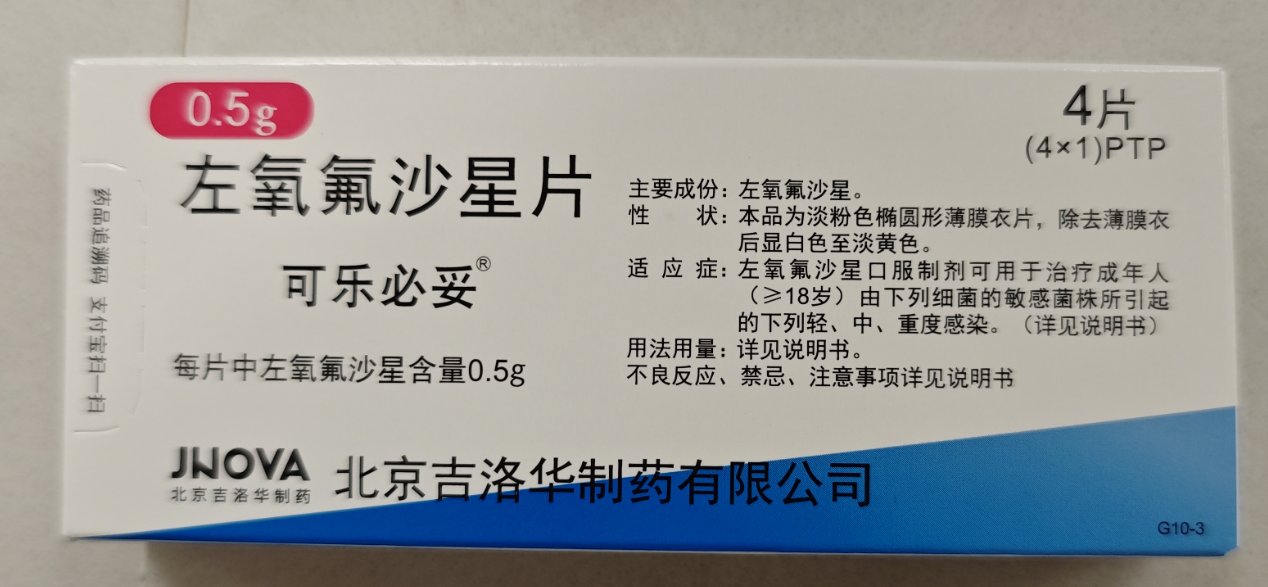 0.5g
4片
(4×1)PTP
左氧氟沙星片
可乐必妥®
每片中左氧氟沙星含量0.5g
主要成份：左氧氟沙星。
性 状：本品为淡粉色椭圆形薄膜衣片，除去薄膜衣
后显白色至淡黄色。
适应症：左氧氟沙星口服制剂可用于治疗成年人
（≥18岁）由下列细菌的敏感菌株所引起
的下列轻、中、重度感染。（详见说明书）
用法用量：详见说明书。
不良反应、禁忌、注意事项详见说明书
药品追溯码 支付宝扫一扫
JNOVA
北京吉洛华制药
北京吉洛华制药有限公司
G10-3